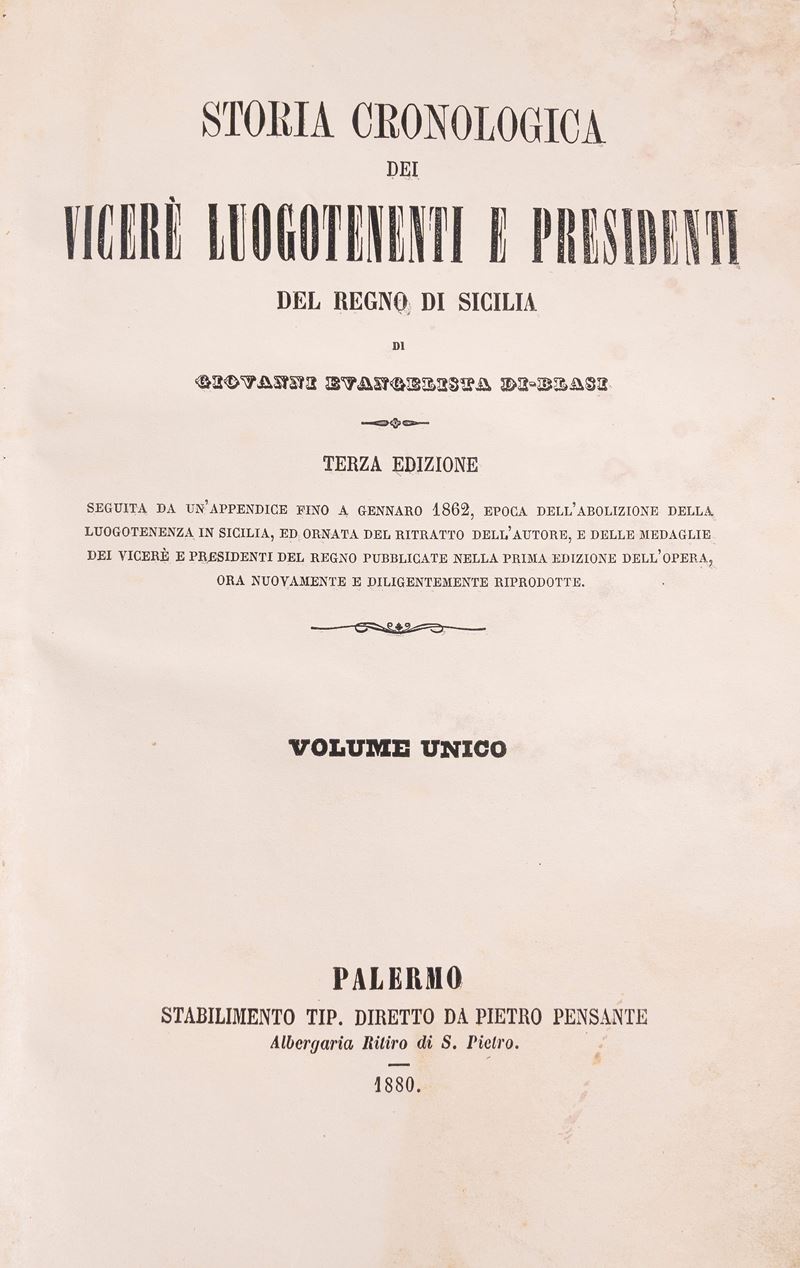 STORIA CRONOLOGICA
DEI
VICERÈ LUOGOTENENTI E PRESIDENTI
DEL REGNO DI SICILIA
DI
GIOVANNI EVANGELISTA DI-BLASI
TERZA EDIZIONE
SEGUITA DA UN'APPENDICE FINO A GENNARO 1862, EPOCA DELL'ABOLIZIONE DELLA
LUOGOTENENZA IN SICILIA, ED ORNATA DEL RITRATTO DELL'AUTORE, E DELLE MEDAGLIE
DEI VICERÈ E PRESIDENTI DEL REGNO PUBBLICATE NELLA PRIMA EDIZIONE DELL'OPERA,
ORA NUOVAMENTE E DILIGENTEMENTE RIPRODOTTE.
VOLUME UNICO
PALERMO
STABILIMENTO TIP. DIRETTO DA PIETRO PENSANTE
Albergaria Ritiro di S. Pietro.
1880.